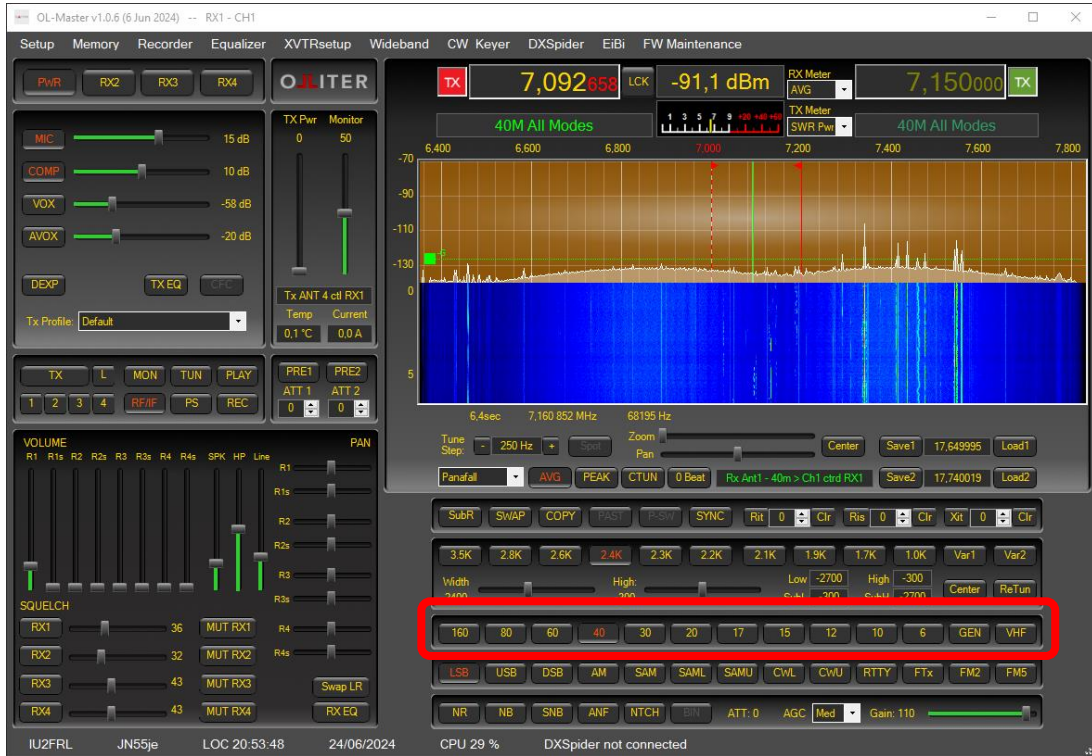 OL-Master v1.0.6 (6 Jun 2024) -- RX1 - CH1
Setup Memory Recorder Equalizer XVTRsetup Wideband CW Keyer DXSpider EiBi FW Maintenance
PWR RX2 RX3 RX4
MIC 15 dB
COMP 10 dB
VOX -58 dB
AVOX -20 dB
DEXP TX EQ CFC
Tx Profile: Default
TX L MON TUN PLAY
1 2 3 4 RF/IF PS REC
OLLITER
TX Pwr Monitor
0 50
Tx ANT 4 ctl RX1
Temp Current
0,1 °C 0,0 A
PRE1 PRE2
ATT 1 ATT 2
0 0
TX 7,092658 LCK -91,1 dBm RX Meter AVG 7,150000 TX
40M All Modes 1 3 5 7 9 +20 +40 +60 TX Meter SWR Pwr 40M All Modes
6,400 6,600 6,800 7,000 7,200 7,400 7,600 7,800
-70
-90
-110
-G
-130
0
5
6,4sec 7,160 852 MHz 68195 Hz
Tune Step: - 250 Hz + Spot Zoom Pan Center Save1 17,649995 Load1
Panafall AVG PEAK CTUN 0 Beat Rx Ant1 - 40m > Ch1 ctrd RX1 Save2 17,740019 Load2
VOLUME PAN
R1 R1s R2 R2s R3 R3s R4 R4s SPK HP Line
R1
R1s
R2
R2s
R3
R3s
R4
R4s
SQUELCH
RX1 36 MUT RX1
RX2 32 MUT RX2
RX3 43 MUT RX3
RX4 43 MUT RX4
Swap LR
RX EQ
SubR SWAP COPY PAST P-SW SYNC Rit 0 Clr Ris 0 Clr Xit 0 Clr
3.5K 2.8K 2.6K 2.4K 2.3K 2.2K 2.1K 1.9K 1.7K 1.0K Var1 Var2
Width High: Low -2700 High -300 Center ReTun
160 80 60 40 30 20 17 15 12 10 6 GEN VHF
LSB USB DSB AM SAM SAML SAMU CWL CWU RTTY FTx FM2 FM5
NR NB SNB ANF NTCH BIN ATT: 0 AGC Med Gain: 110
IU2FRL JN55je LOC 20:53:48 24/06/2024 CPU 29 % DXSpider not connected